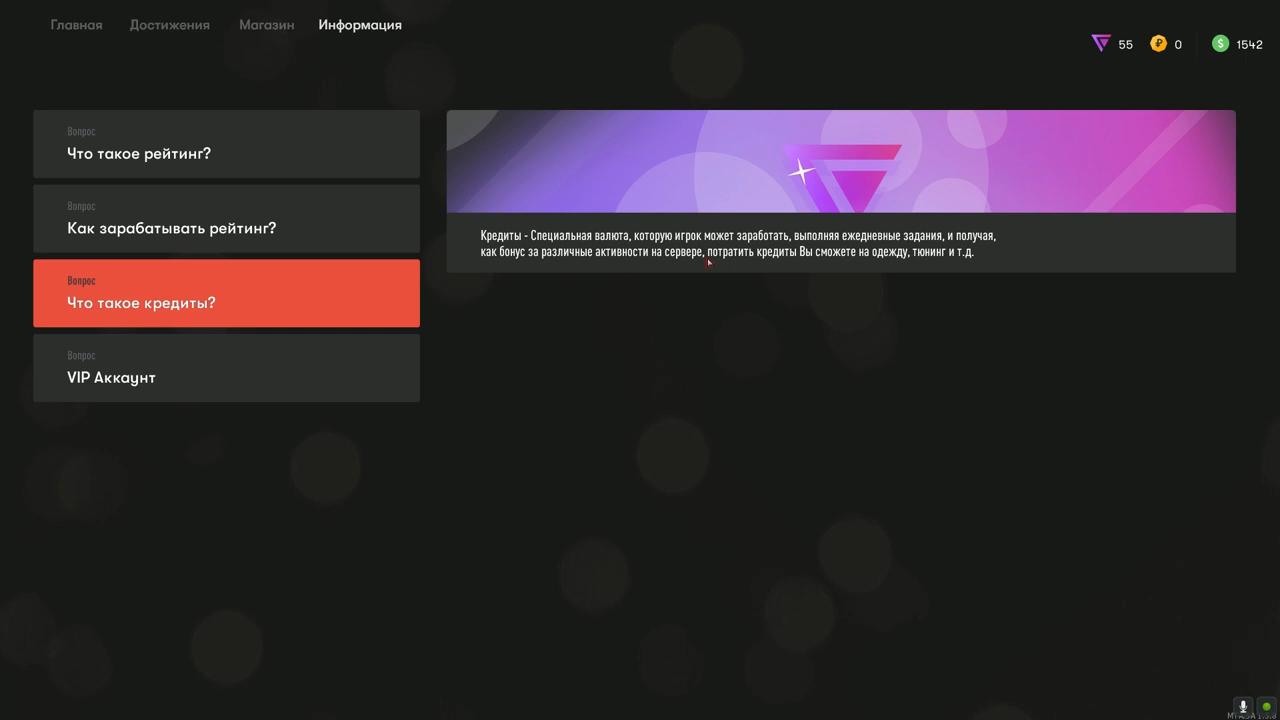 Главная Достижения Магазин Информация
55 0 1542
Вопрос
Что такое рейтинг?
Вопрос
Как зарабатывать рейтинг?
Вопрос
Что такое кредиты?
Вопрос
VIP Аккаунт
Кредиты - Специальная валюта, которую игрок может заработать, выполняя ежедневные задания, и получая,
как бонус за различные активности на сервере, потратить кредиты Вы сможете на одежду, тюнинг и т.д.